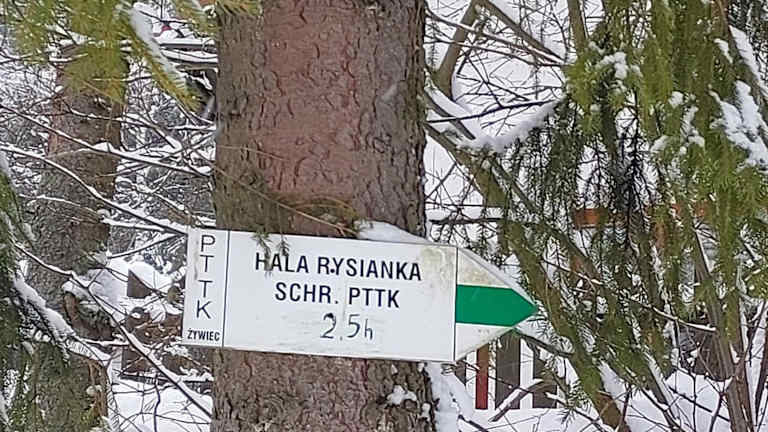 PTTK
ŻYWIEC
HALA RYSIANKA
SCHR. PTTK
2,5h